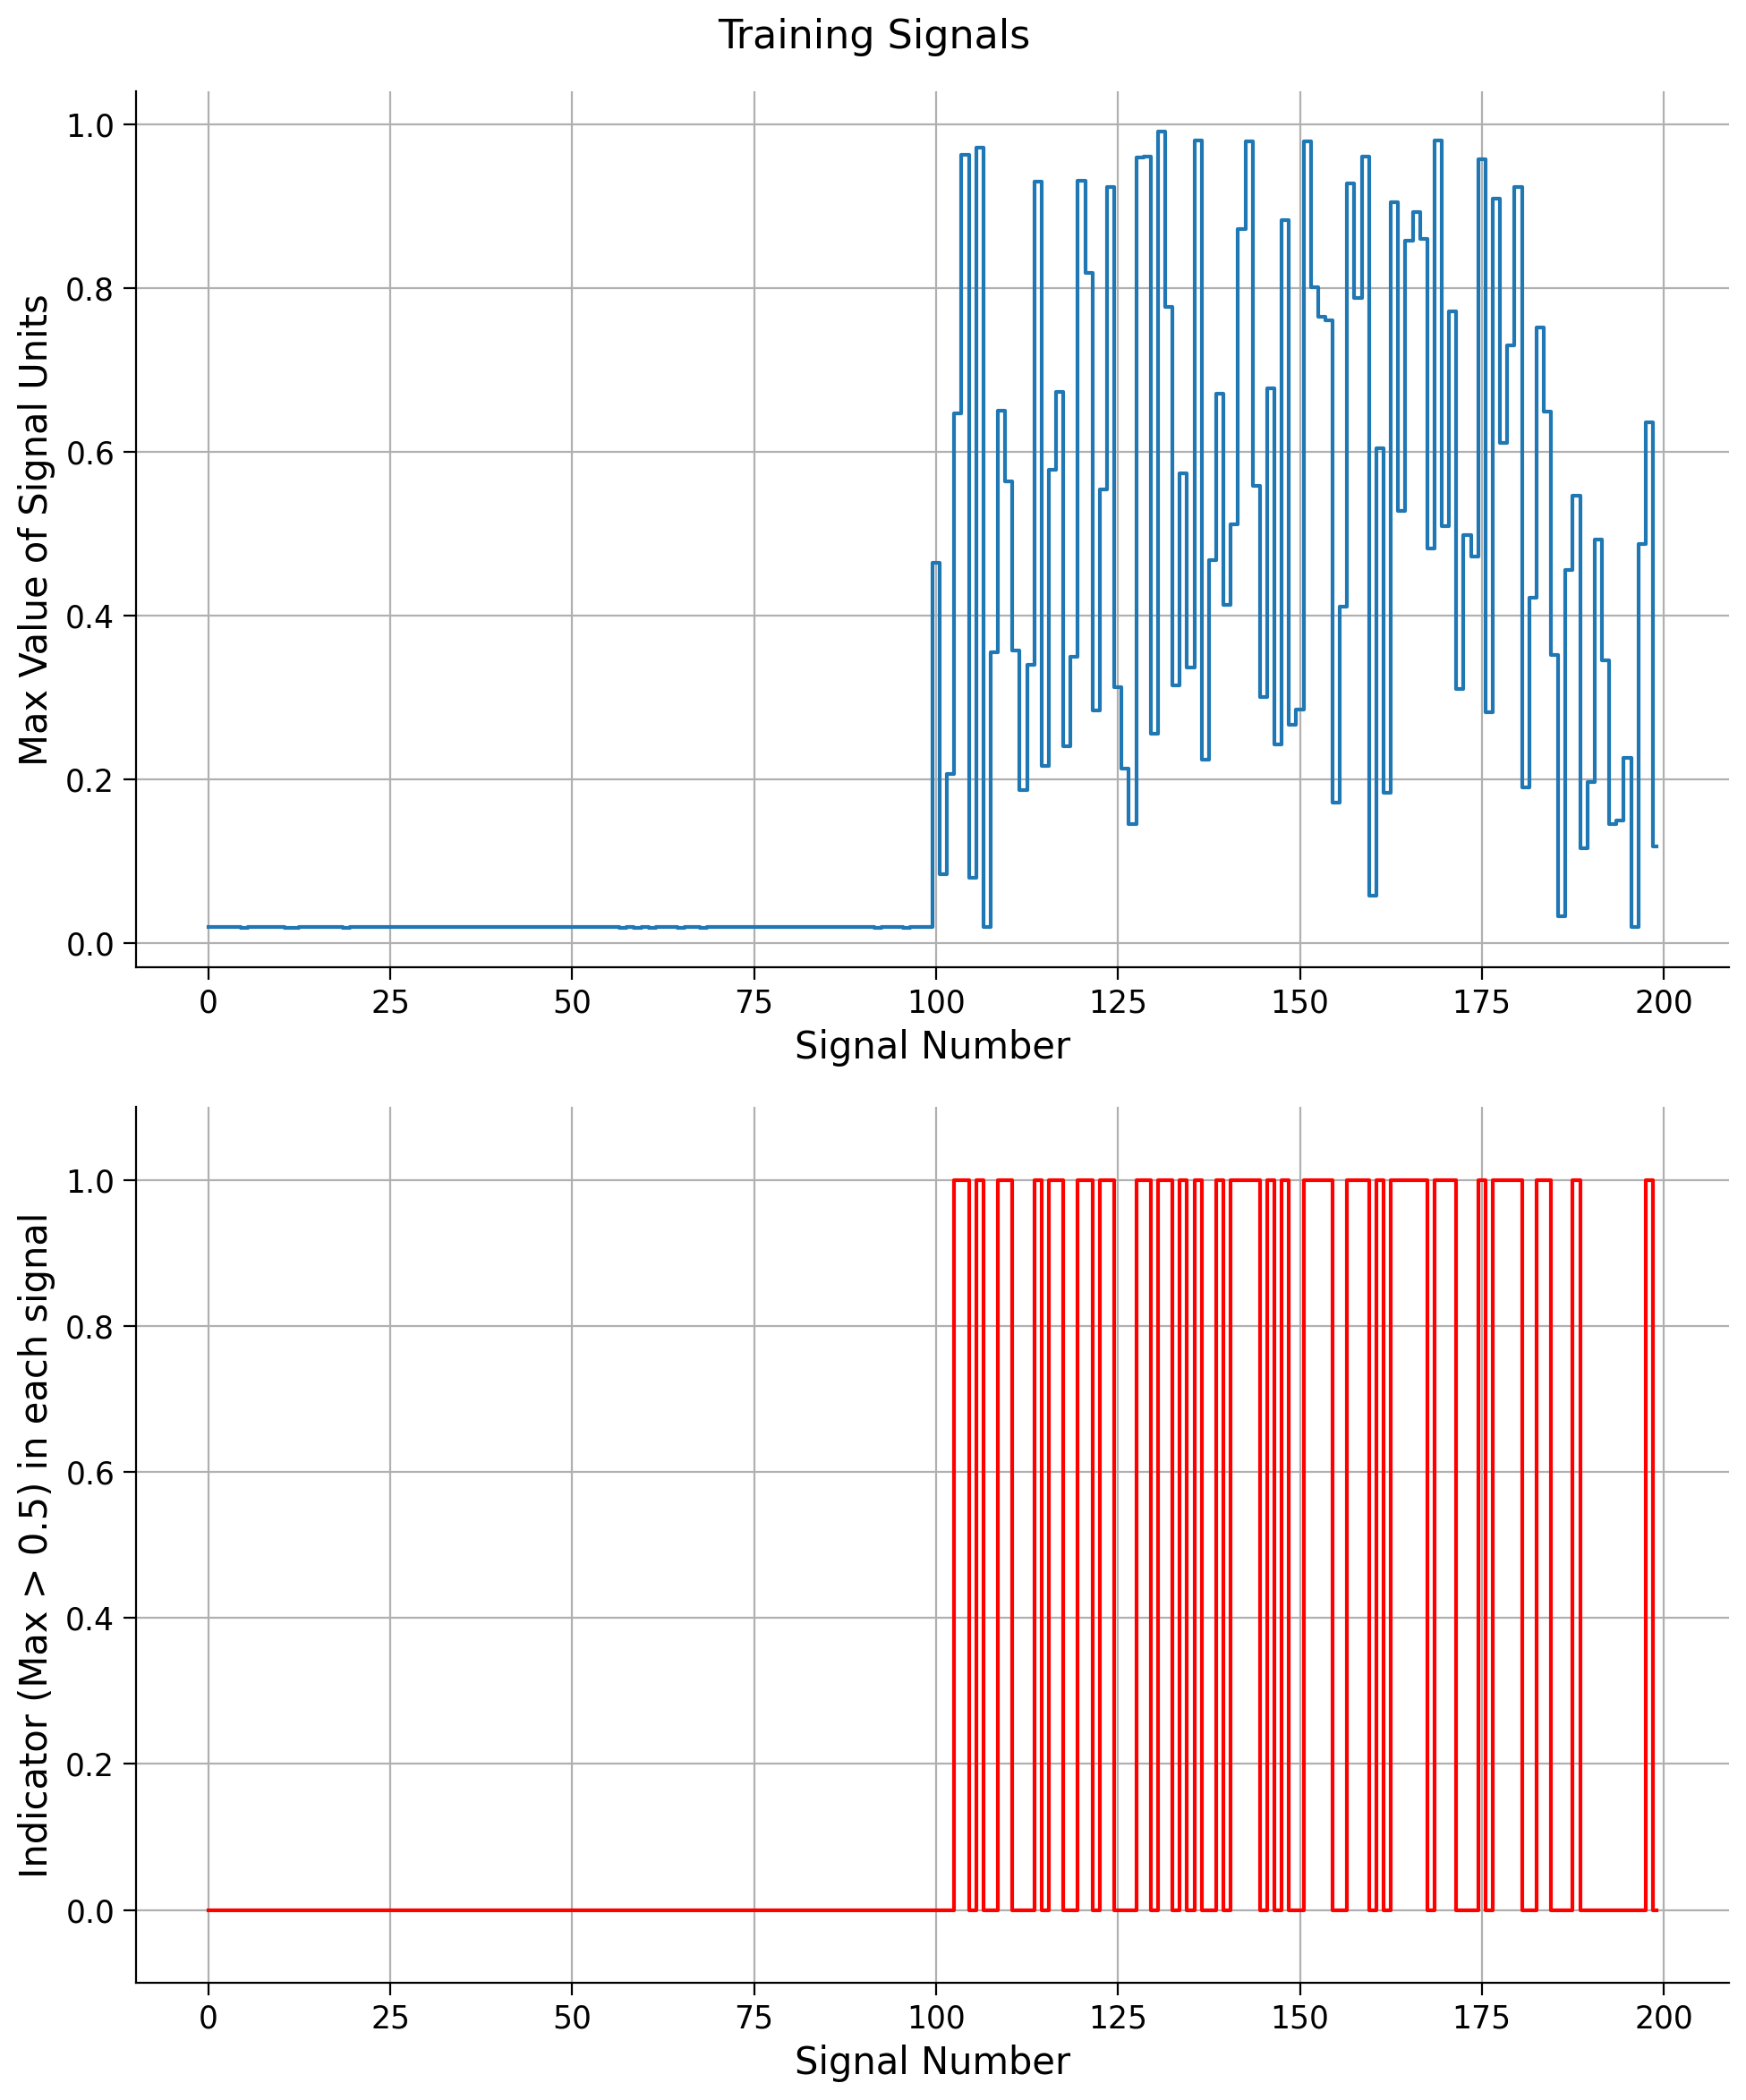 Training Signals
Max Value of Signal Units
1.0
0.8
0.6
0.4
0.2
0.0
0 25 50 75 100 125 150 175 200
Signal Number
Indicator (Max > 0.5) in each signal
1.0
0.8
0.6
0.4
0.2
0.0
0 25 50 75 100 125 150 175 200
Signal Number